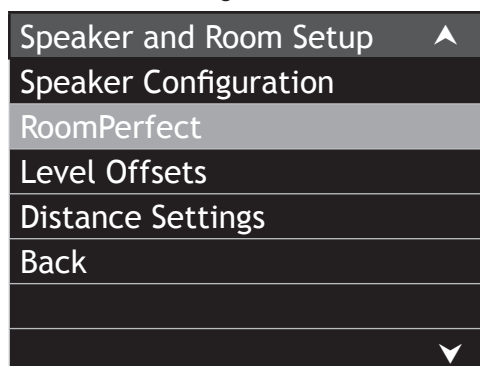 Speaker and Room Setup
Speaker Configuration
RoomPerfect
Level Offsets
Distance Settings
Back